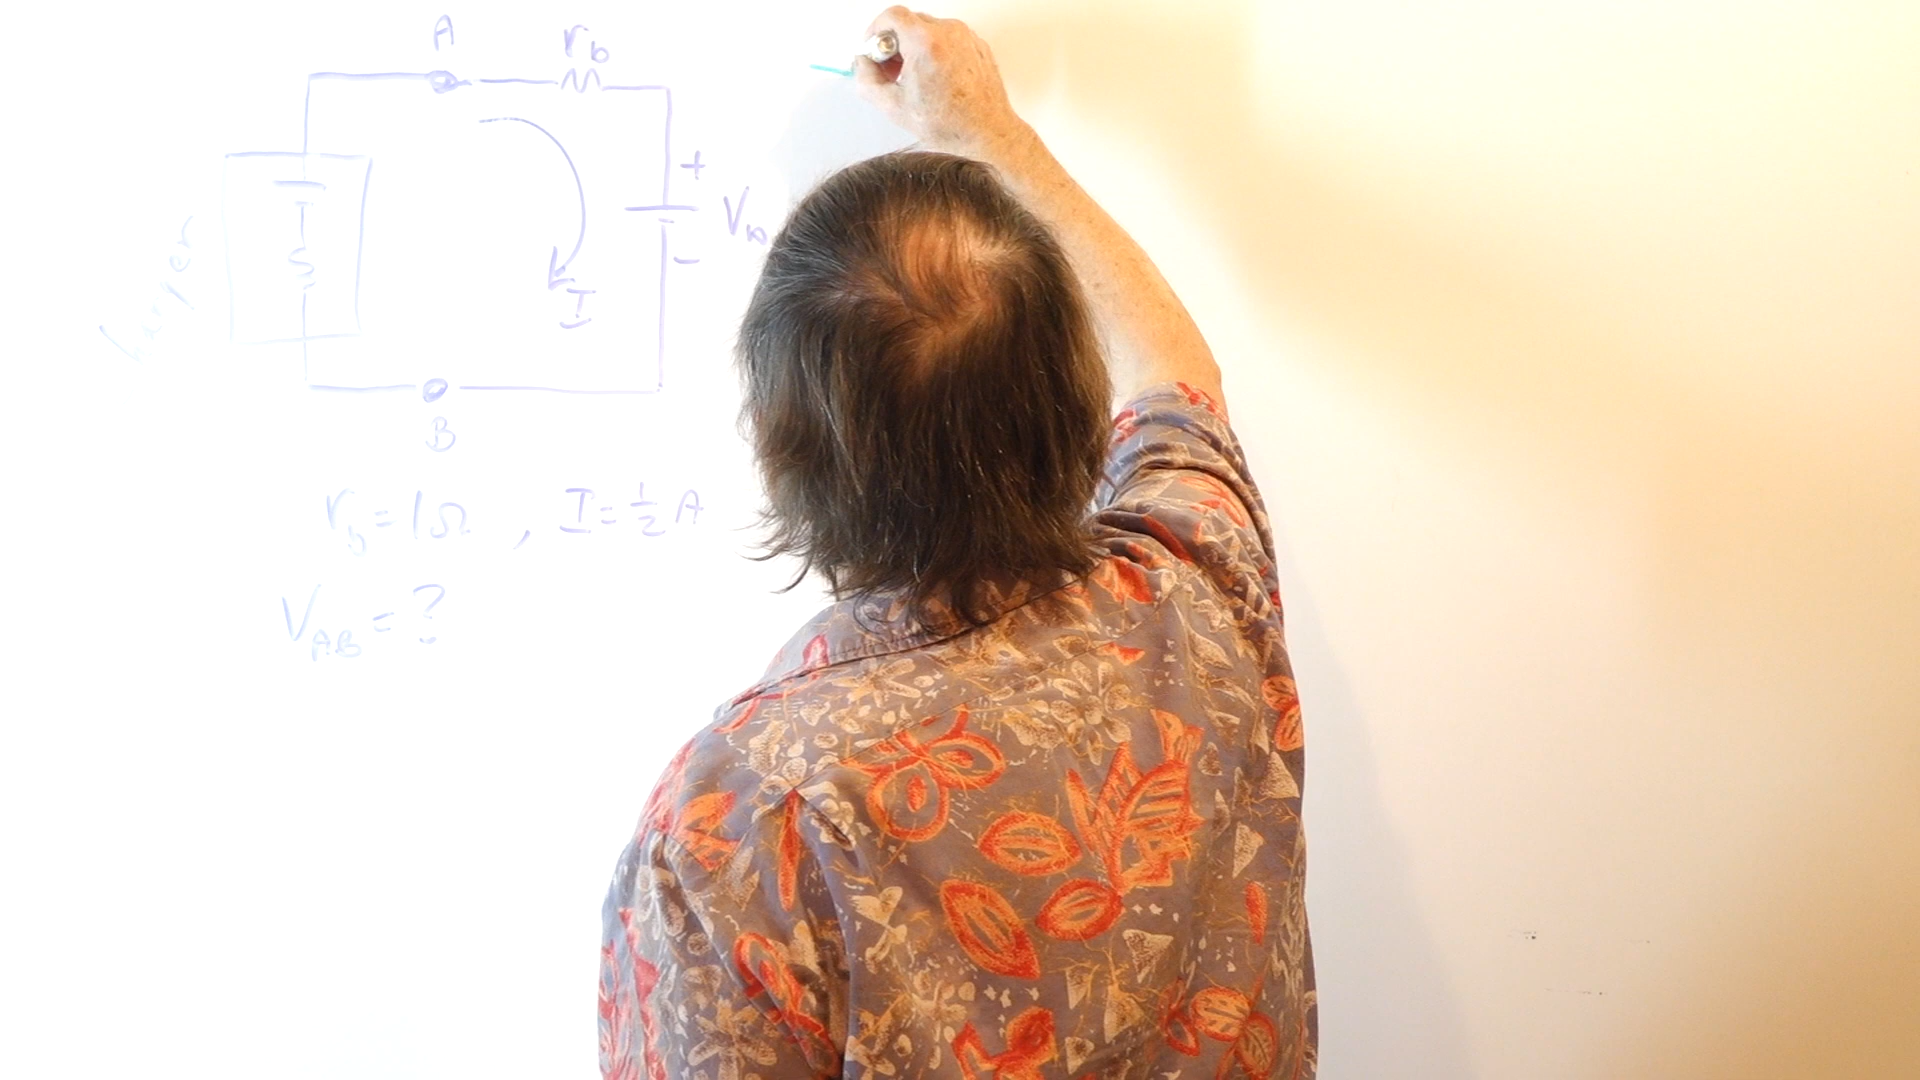 A
r_b
+
V_b
-
I
B
r_b = 1Ω , I = ½ A
V_AB = ?